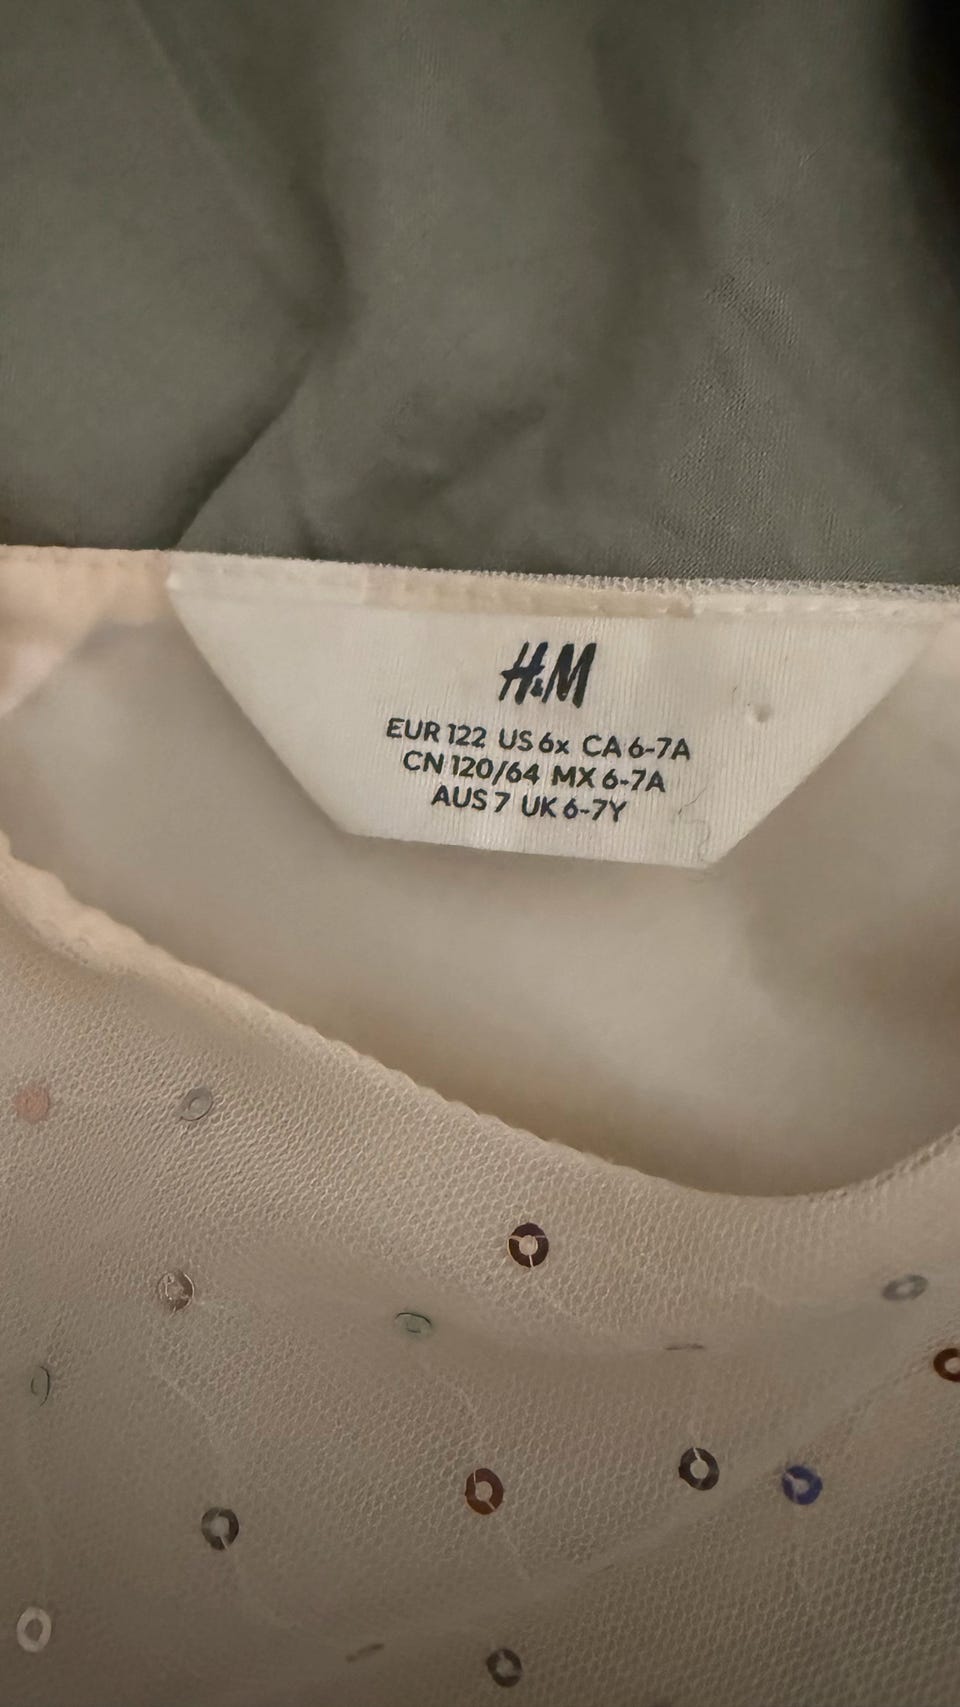 H&M
EUR 122 US 6x CA 6-7A
CN 120/64 MX 6-7A
AUS 7 UK 6-7Y